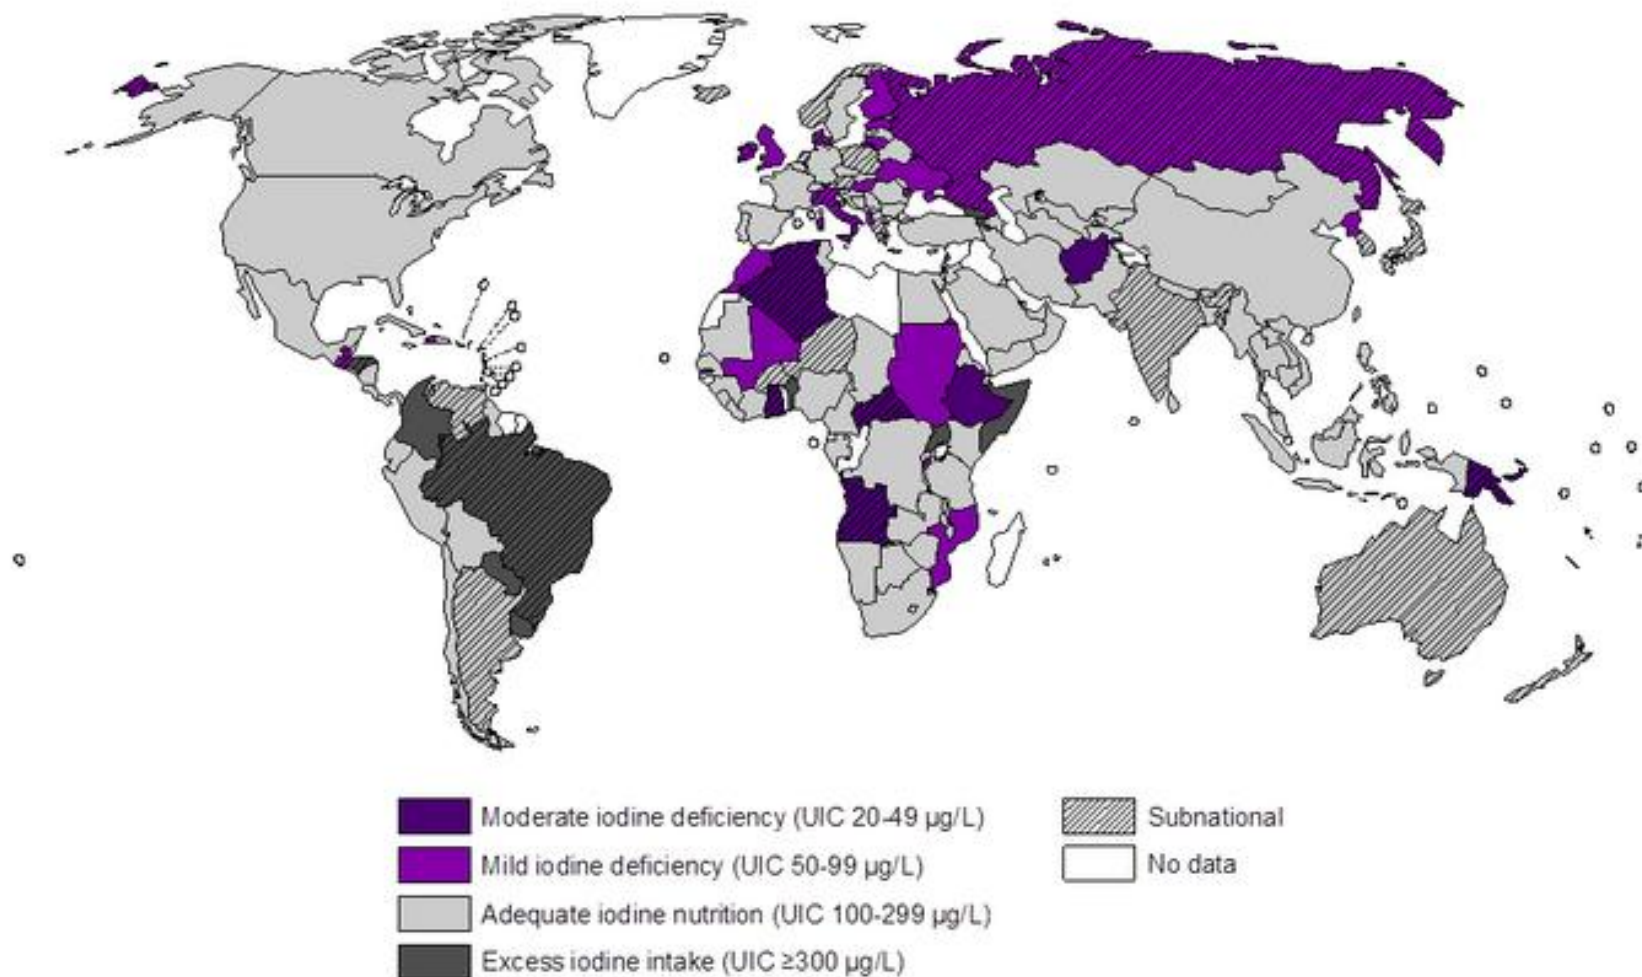 Moderate iodine deficiency (UIC 20-49 µg/L)
Mild iodine deficiency (UIC 50-99 µg/L)
Adequate iodine nutrition (UIC 100-299 µg/L)
Excess iodine intake (UIC ≥300 µg/L)
Subnational
No data